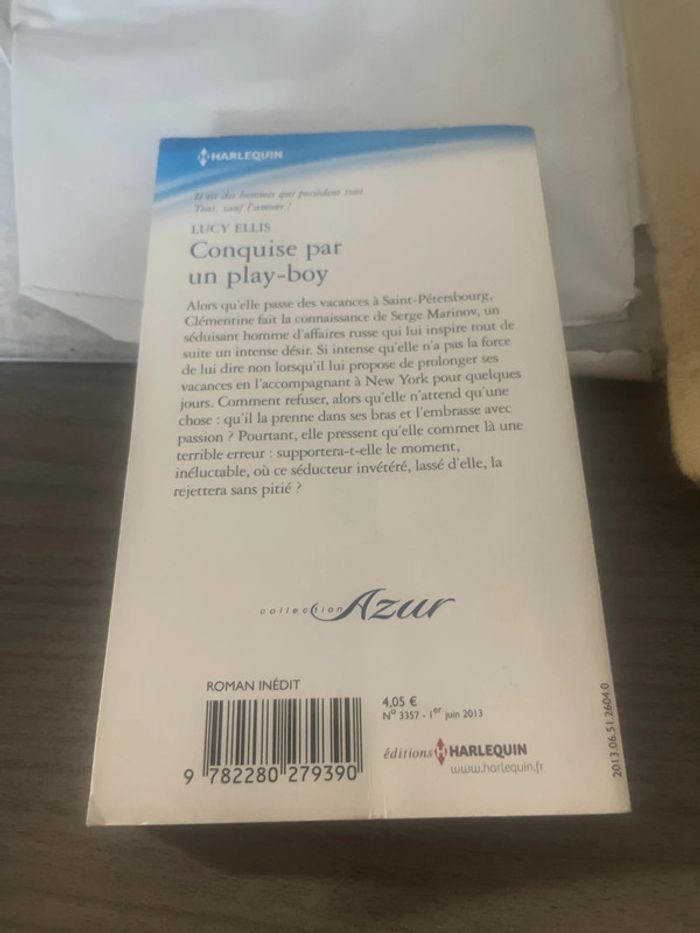 HARLEQUIN
Il est des hommes qui possèdent tout.
Tout, sauf l'amour !
LUCY ELLIS
Conquise par
un play-boy
Alors qu'elle passe des vacances à Saint-Pétersbourg,
Clémentine fait la connaissance de Serge Marinov, un
séduisant homme d'affaires russe qui lui inspire tout de
suite un intense désir. Si intense qu'elle n'a pas la force
de lui dire non lorsqu'il lui propose de prolonger ses
vacances en l'accompagnant à New York pour quelques
jours. Comment refuser, alors qu'elle n'attend qu'une
chose : qu'il la prenne dans ses bras et l'embrasse avec
passion ? Pourtant, elle pressent qu'elle commet là une
terrible erreur : supportera-t-elle le moment,
inéluctable, où ce séducteur invétéré, lassé d'elle, la
rejettera sans pitié ?
collection Azur
ROMAN INÉDIT
9 782280 279390
4,05 €
N° 3357 - 1er juin 2013
éditions HARLEQUIN
www.harlequin.fr
2013.06.51.2604.0